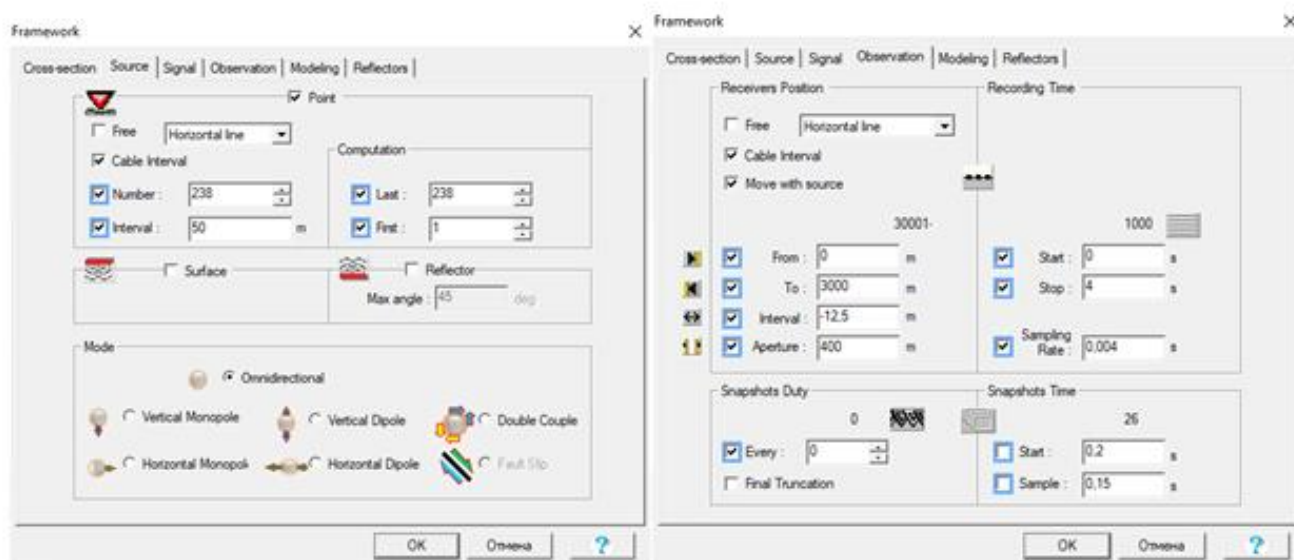 Framework
Cross-section Source Signal Observation Modeling Reflectors
Point
Free Horizontal line
Cable Interval
Computation
Number : 238
Last : 238
Interval : 50 m
First : 1
Surface
Reflector
Max angle : 45 deg
Mode
Omnidirectional
Vertical Monopole Vertical Dipole Double Couple
Horizontal Monopol Horizontal Dipole Fault Slip
OK Отмена ?
Framework
Cross-section Source Signal Observation Modeling Reflectors
Receivers Position Recording Time
Free Horizontal line
Cable Interval
Move with source
30001- 1000
From : 0 m Start : 0 s
To : 3000 m Stop : 4 s
Interval : -12,5 m
Aperture : 400 m Sampling Rate : 0,004 s
Snapshots Duty Snapshots Time
0 26
Every : 0 Start : 0,2 s
Final Truncation Sample : 0,15 s
OK Отмена ?